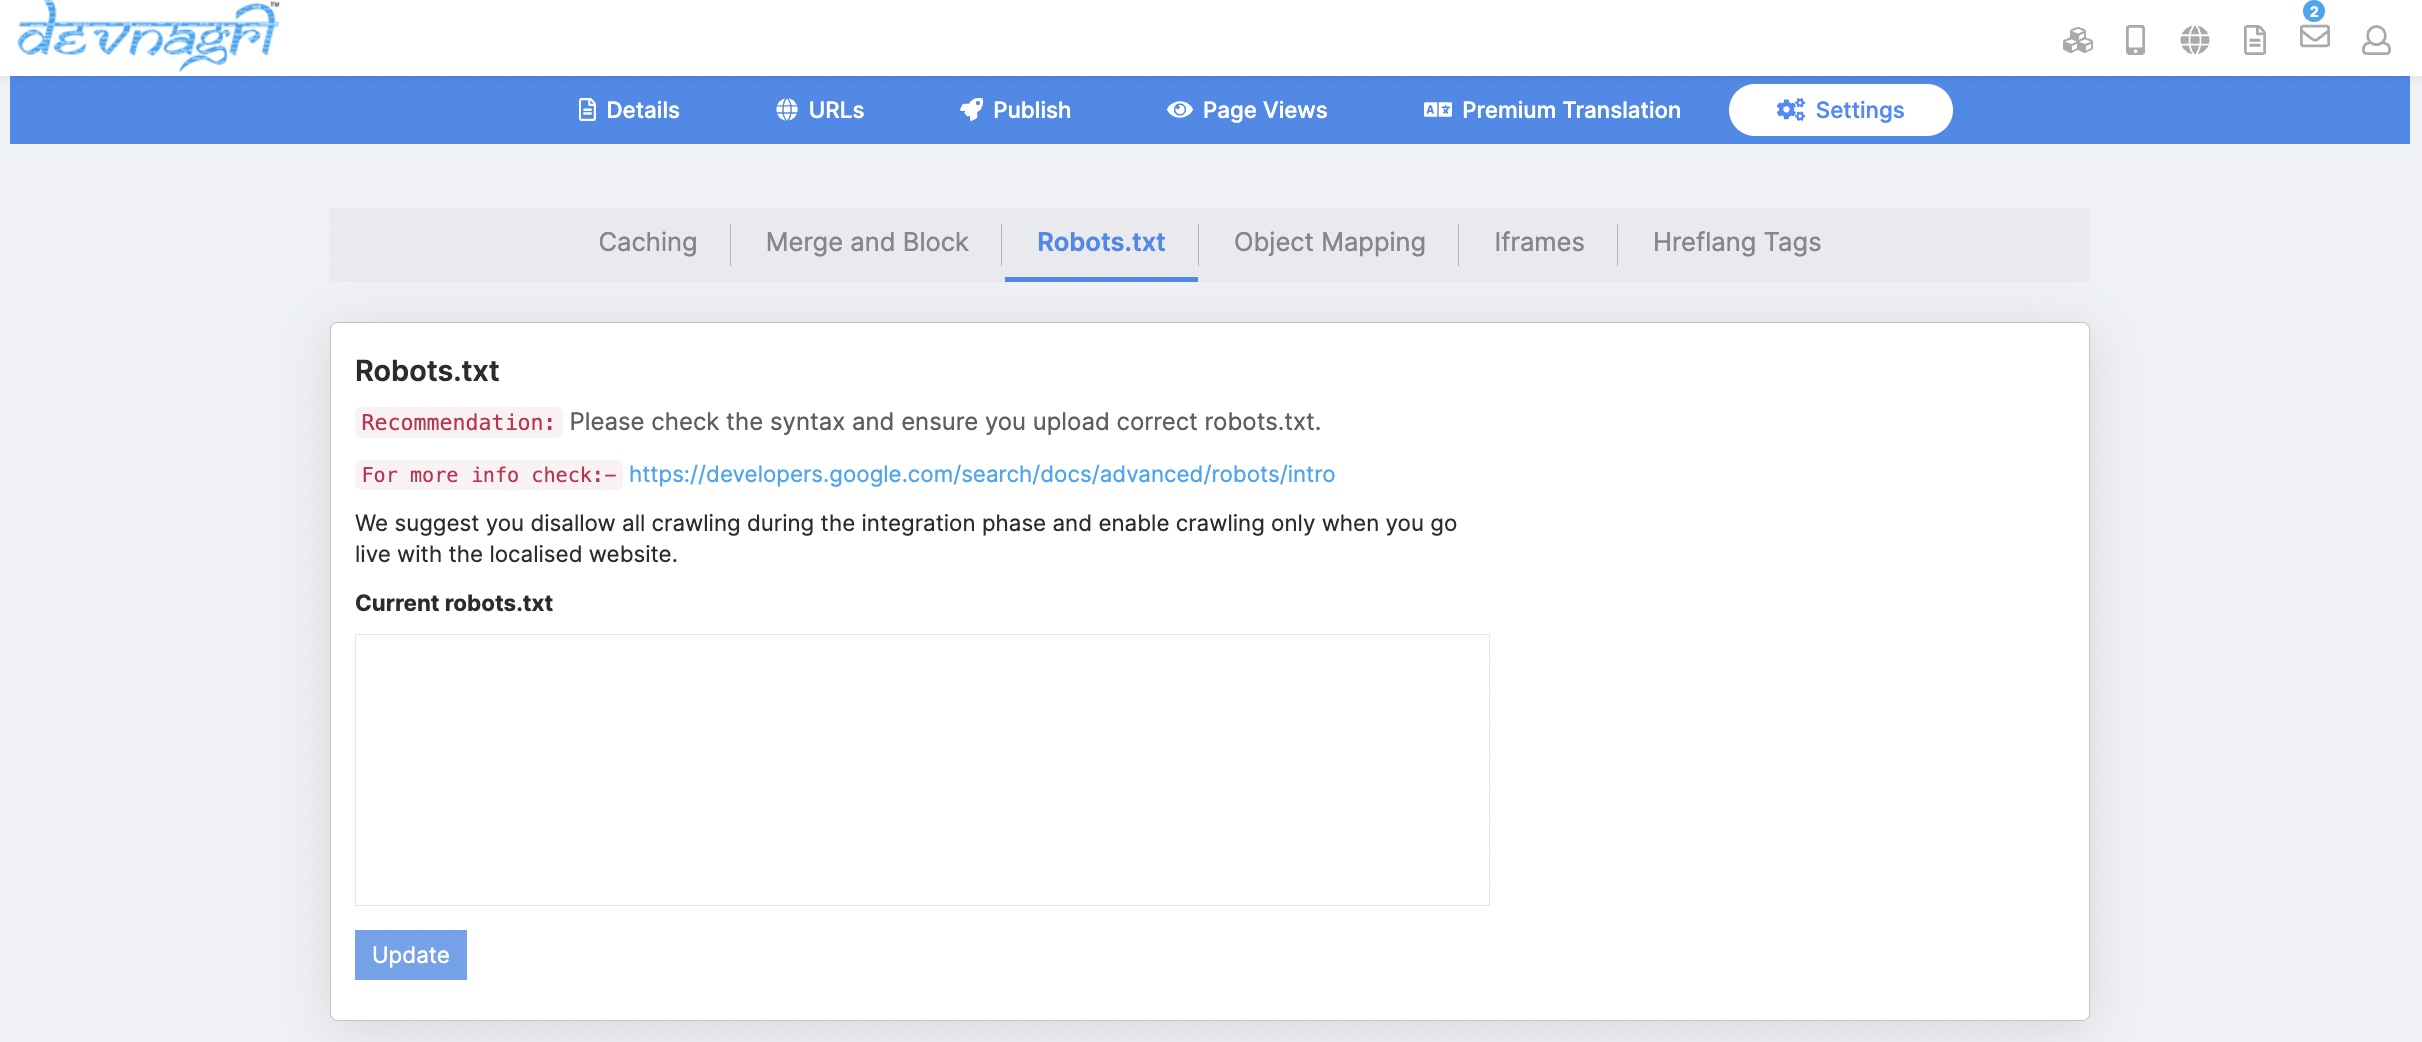 devnagri™
2
Details URLs Publish Page Views Premium Translation Settings
Caching Merge and Block Robots.txt Object Mapping Iframes Hreflang Tags
Robots.txt
Recommendation: Please check the syntax and ensure you upload correct robots.txt.
For more info check:- https://developers.google.com/search/docs/advanced/robots/intro
We suggest you disallow all crawling during the integration phase and enable crawling only when you go
live with the localised website.
Current robots.txt
Update